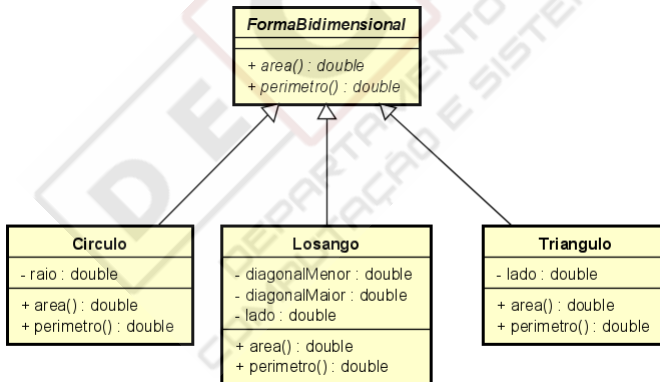 FormaBidimensional
+ area() : double
+ perimetro() : double
Circulo
- raio : double
+ area() : double
+ perimetro() : double
Losango
- diagonalMenor : double
- diagonalMaior : double
- lado : double
+ area() : double
+ perimetro() : double
Triangulo
- lado : double
+ area() : double
+ perimetro() : double